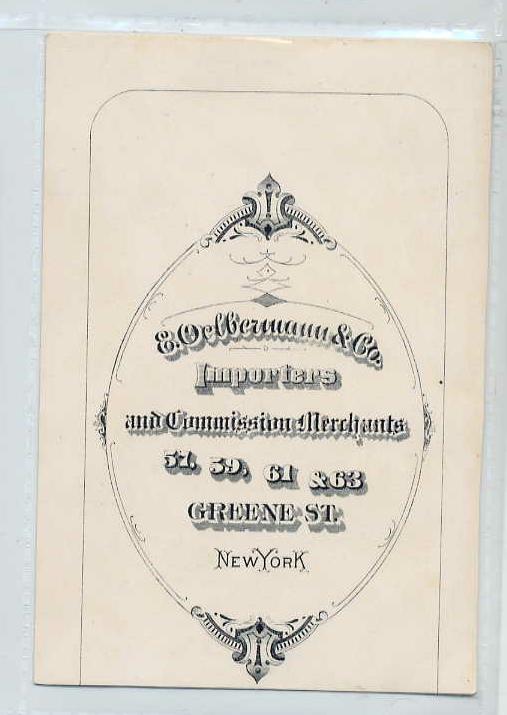 E. Oelbermann & Co.
Importers
and Commission Merchants
57, 59, 61 & 63
GREENE ST.
NEW YORK